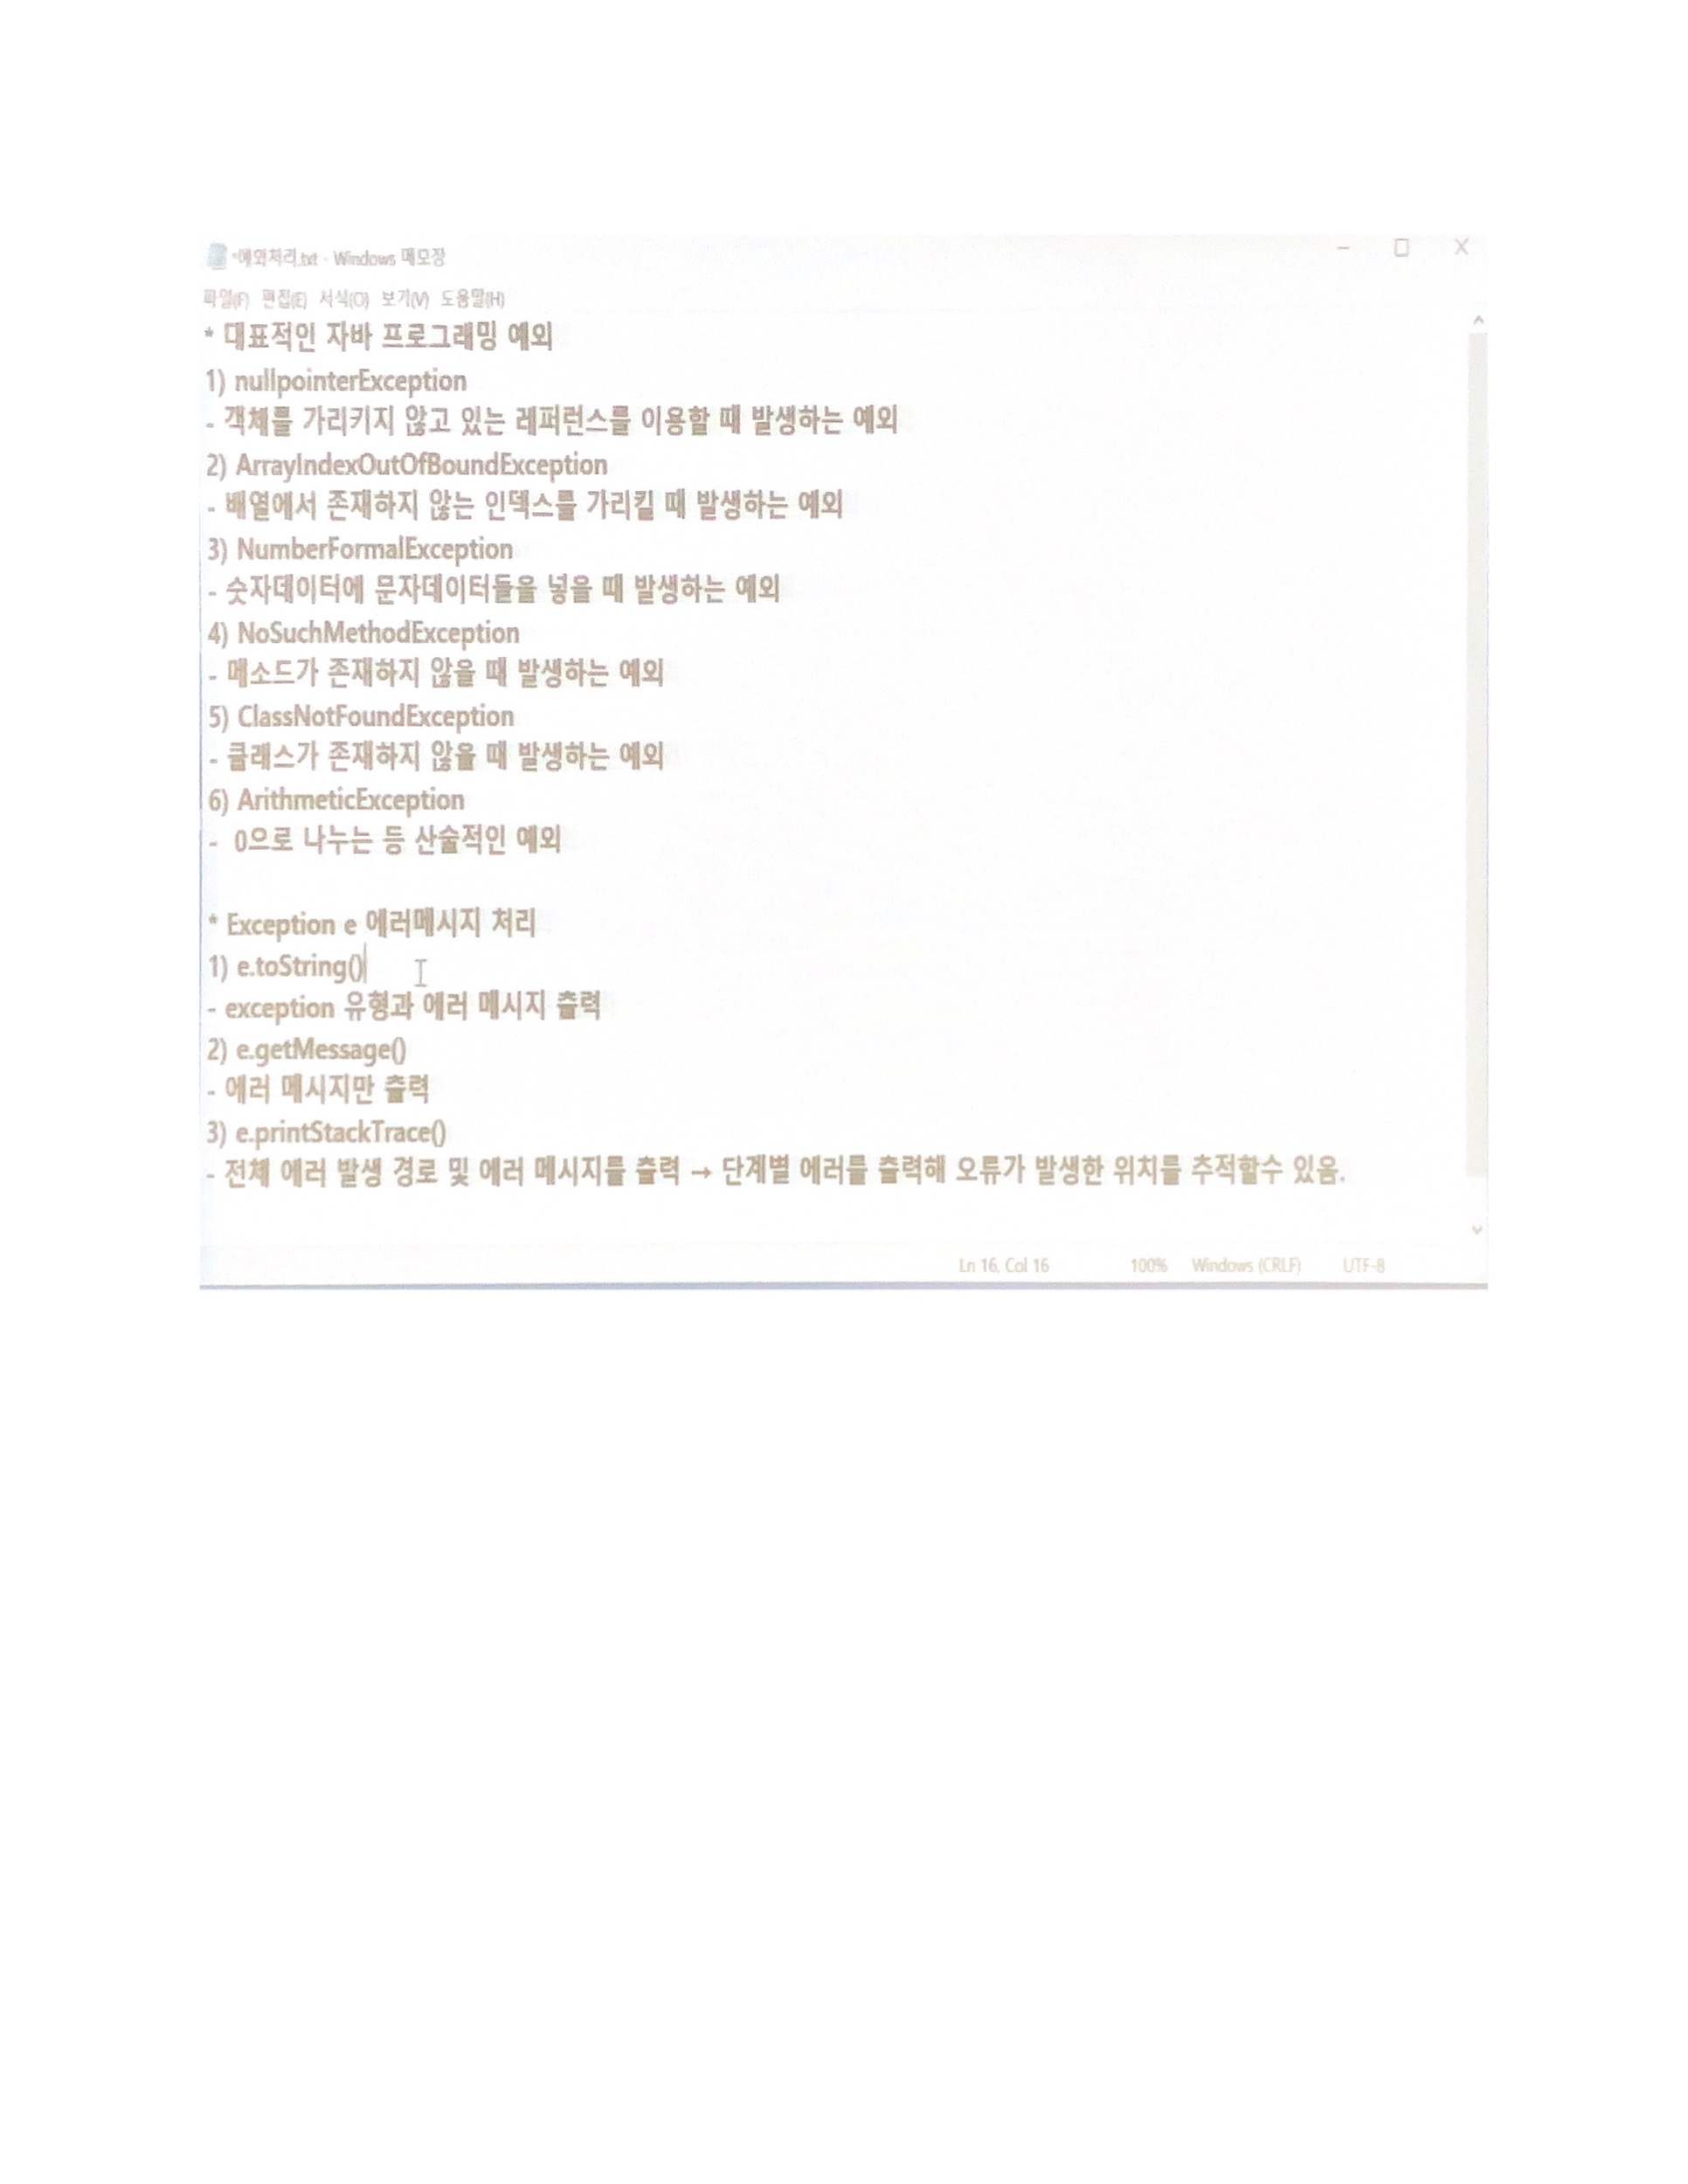 *예외처리.txt - Windows 메모장
파일(F) 편집(E) 서식(O) 보기(V) 도움말(H)
* 대표적인 자바 프로그래밍 예외
1) nullpointerException
- 객체를 가리키지 않고 있는 레퍼런스를 이용할 때 발생하는 예외
2) ArrayIndexOutOfBoundException
- 배열에서 존재하지 않는 인덱스를 가리킬 때 발생하는 예외
3) NumberFormalException
- 숫자데이터에 문자데이터들을 넣을 때 발생하는 예외
4) NoSuchMethodException
- 메소드가 존재하지 않을 때 발생하는 예외
5) ClassNotFoundException
- 클래스가 존재하지 않을 때 발생하는 예외
6) ArithmeticException
-  0으로 나누는 등 산술적인 예외
* Exception e 에러메시지 처리
1) e.toString()
- exception 유형과 에러 메시지 출력
2) e.getMessage()
- 에러 메시지만 출력
3) e.printStackTrace()
- 전체 에러 발생 경로 및 에러 메시지를 출력 → 단계별 에러를 출력해 오류가 발생한 위치를 추적할수 있음.
Ln 16, Col 16 100% Windows (CRLF) UTF-8